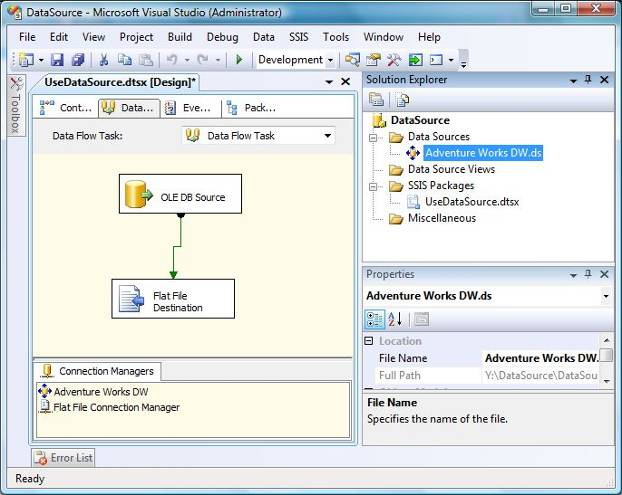 DataSource - Microsoft Visual Studio (Administrator)
File Edit View Project Build Debug Data SSIS Tools Window Help
Development
Toolbox
UseDataSource.dtsx [Design]*
Cont... Data... Eve... Pack...
Data Flow Task: Data Flow Task
OLE DB Source
Flat File
Destination
Connection Managers
Adventure Works DW
Flat File Connection Manager
Solution Explorer
DataSource
Data Sources
Adventure Works DW.ds
Data Source Views
SSIS Packages
UseDataSource.dtsx
Miscellaneous
Properties
Adventure Works DW.ds
Location
File Name Adventure Works DW.
Full Path Y:\DataSource\DataSou
File Name
Specifies the name of the file.
Error List
Ready